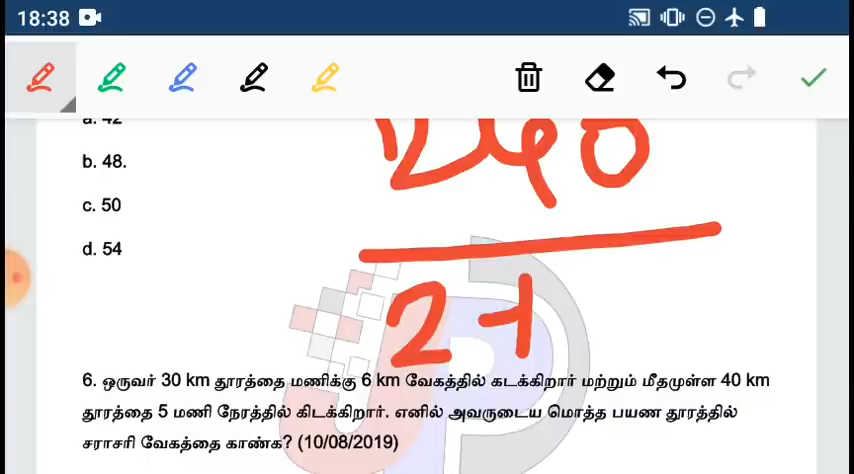 18:38
a. 42
b. 48.
c. 50
d. 54
240
2 +
6. ஒருவர் 30 km தூரத்தை மணிக்கு 6 km வேகத்தில் கடக்கிறார் மற்றும் மீதமுள்ள 40 km
தூரத்தை 5 மணி நேரத்தில் கிடக்கிறார். எனில் அவருடைய மொத்த பயண தூரத்தில்
சராசரி வேகத்தை காண்க? (10/08/2019)